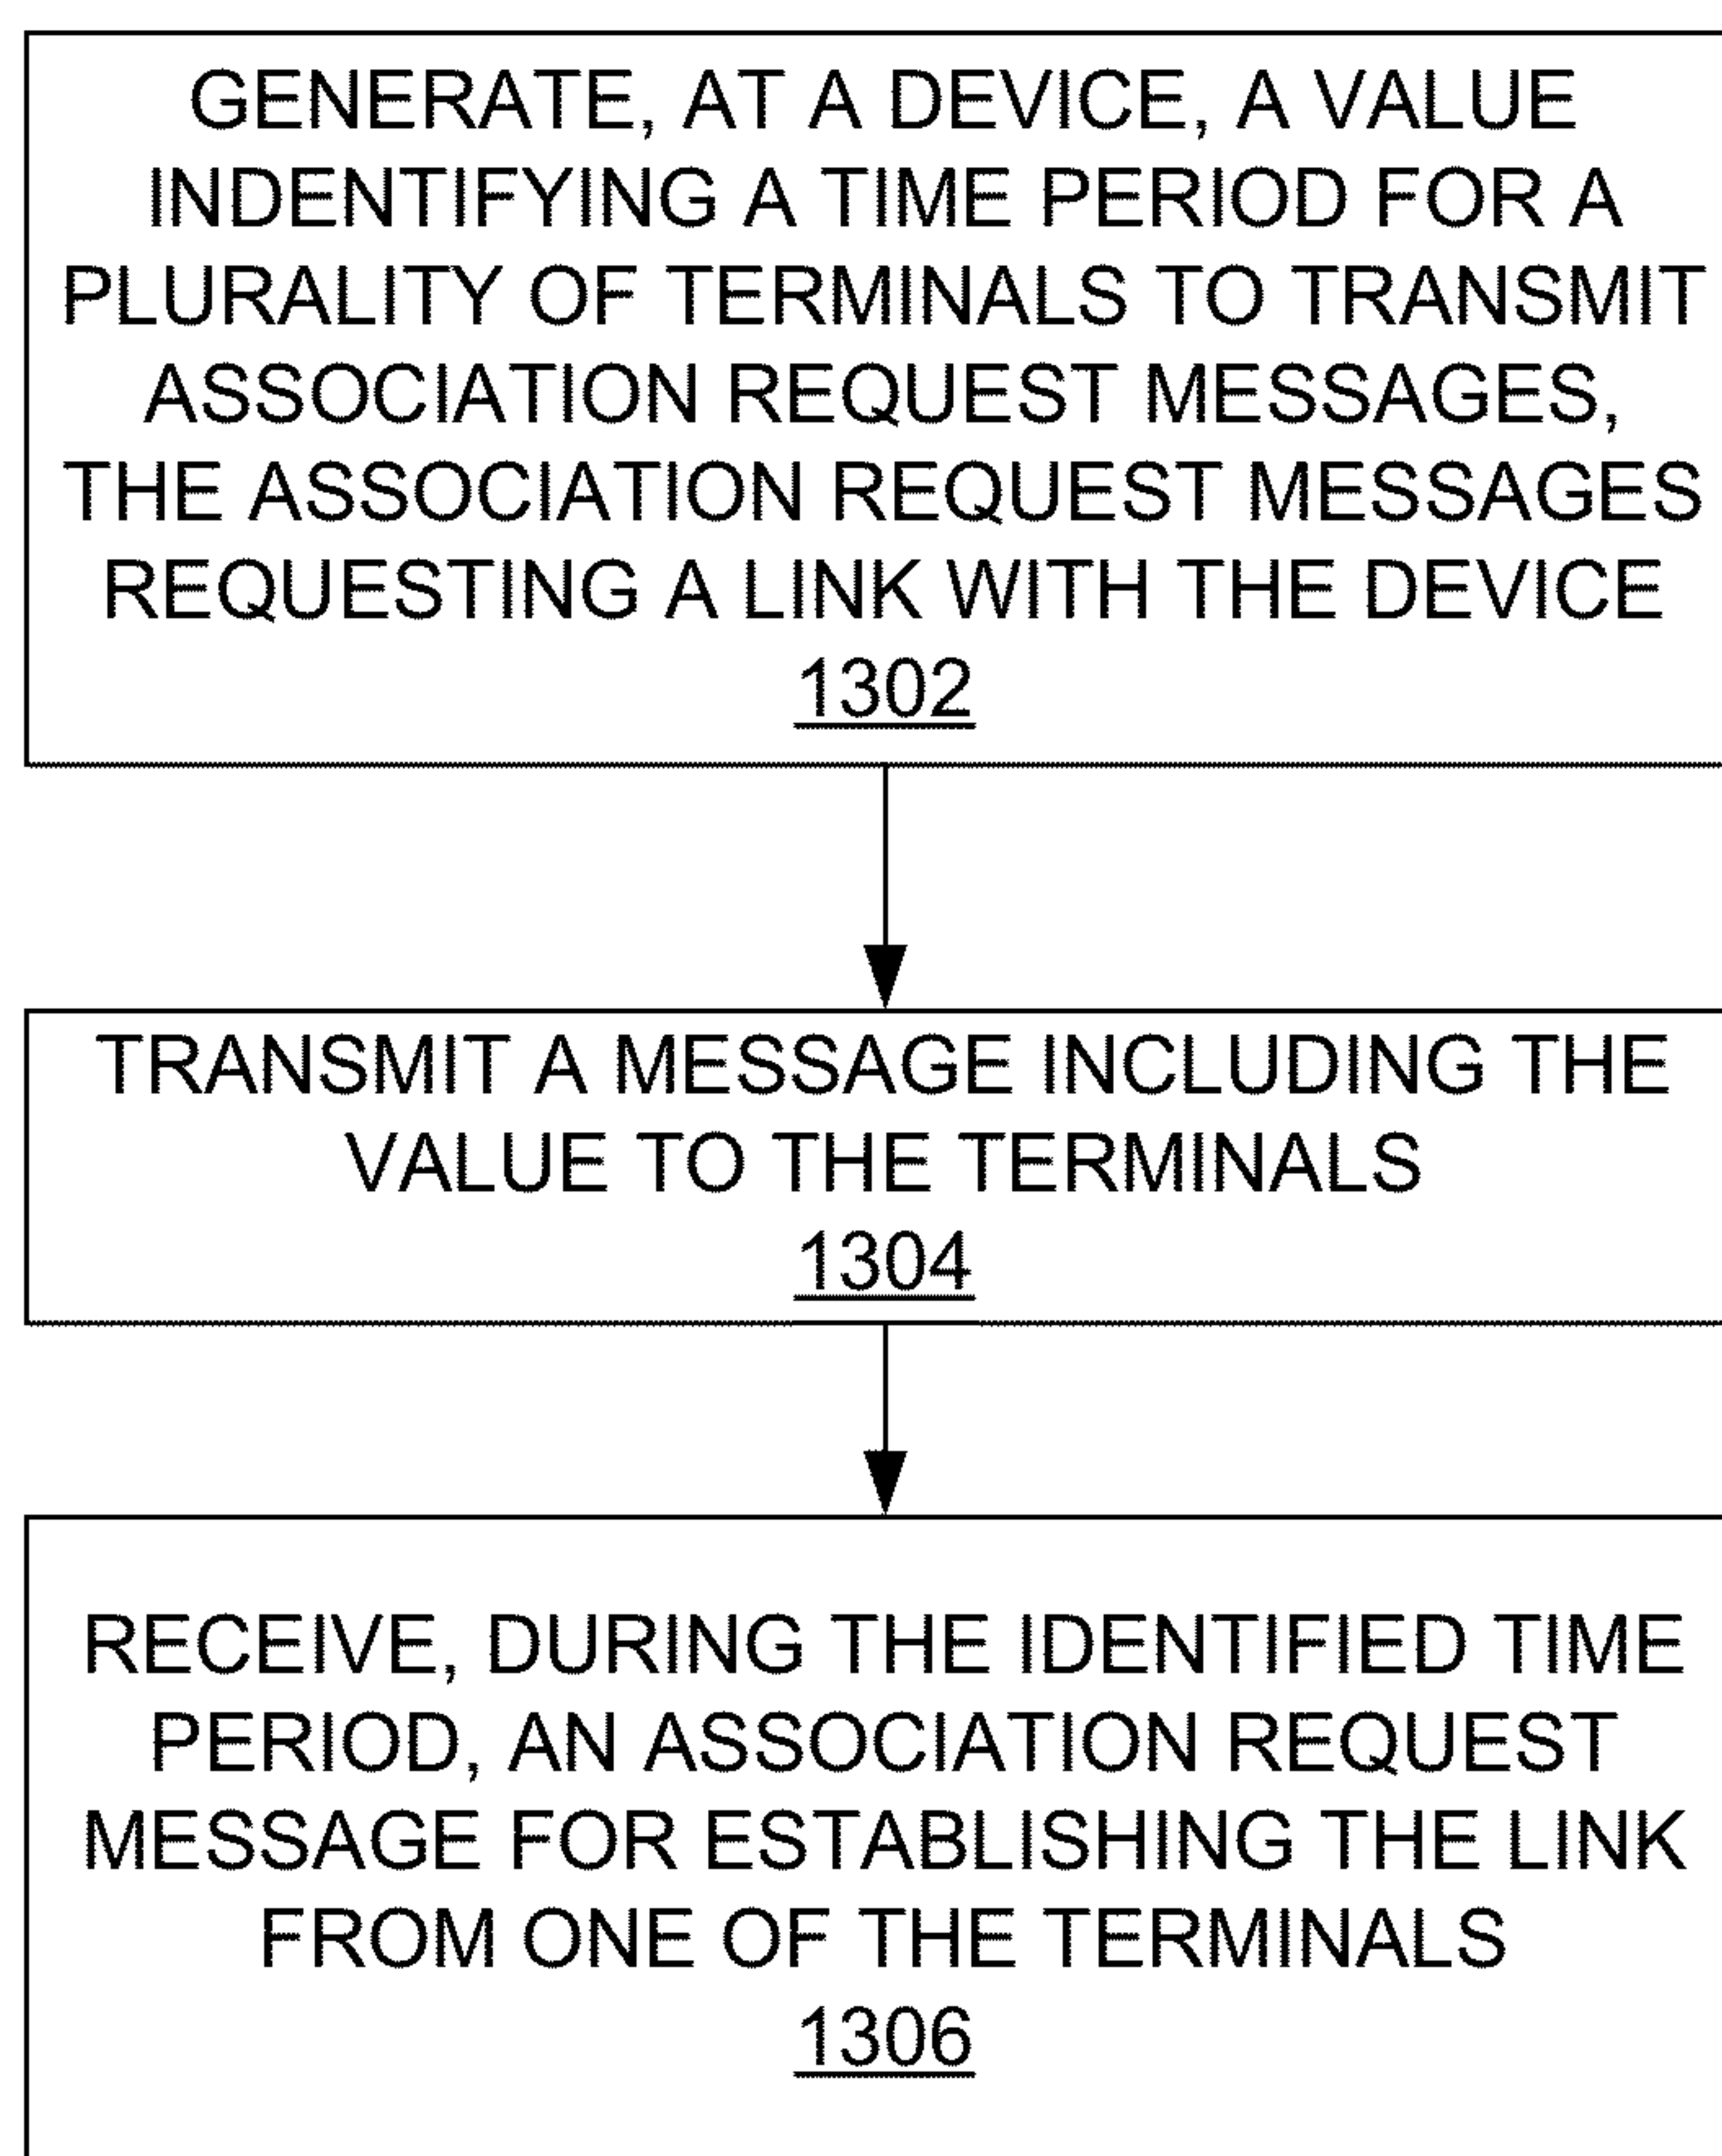 GENERATE, AT A DEVICE, A VALUE
INDENTIFYING A TIME PERIOD FOR A
PLURALITY OF TERMINALS TO TRANSMIT
ASSOCIATION REQUEST MESSAGES,
THE ASSOCIATION REQUEST MESSAGES
REQUESTING A LINK WITH THE DEVICE
1302
TRANSMIT A MESSAGE INCLUDING THE
VALUE TO THE TERMINALS
1304
RECEIVE, DURING THE IDENTIFIED TIME
PERIOD, AN ASSOCIATION REQUEST
MESSAGE FOR ESTABLISHING THE LINK
FROM ONE OF THE TERMINALS
1306